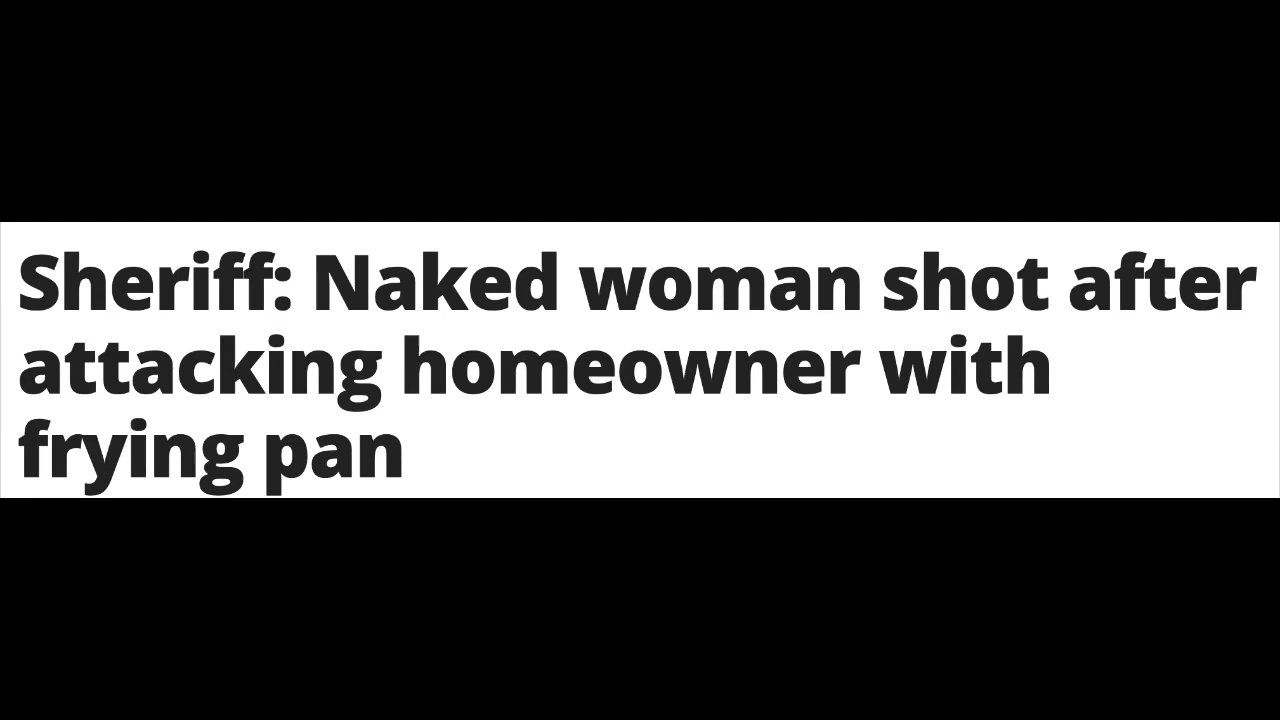 Sheriff: Naked woman shot after
attacking homeowner with
frying pan